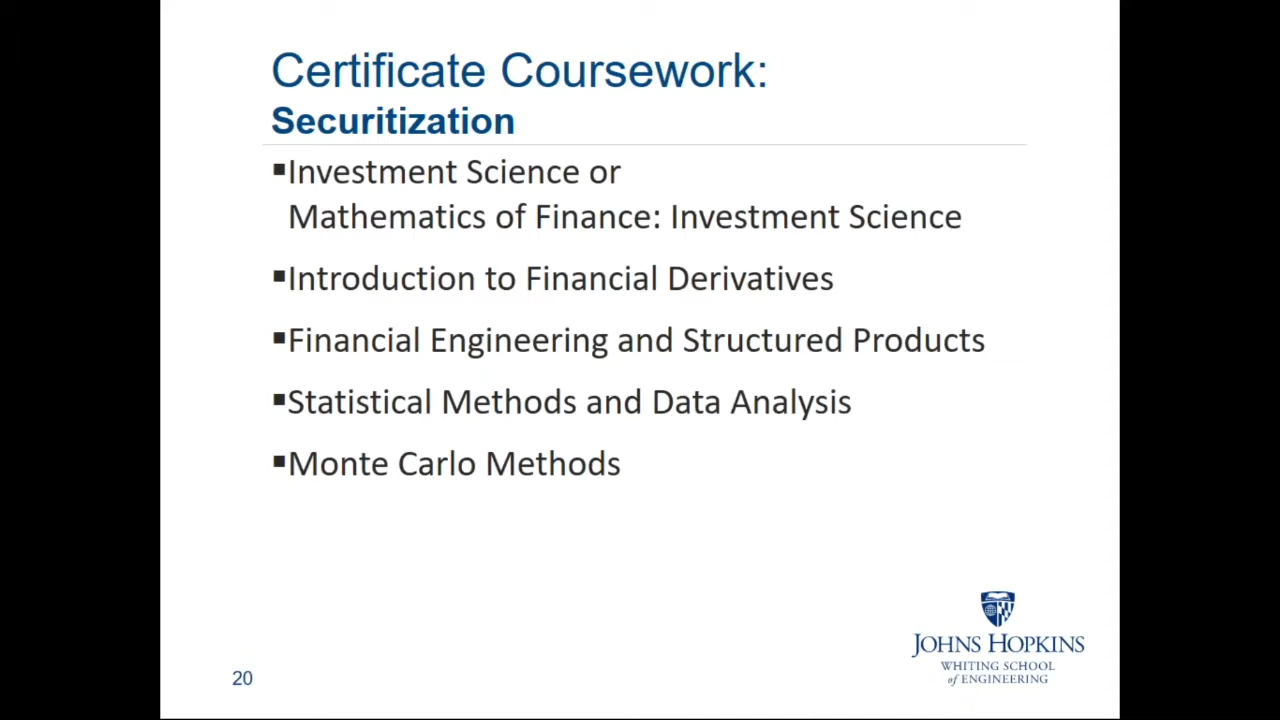 Certificate Coursework:
Securitization
▪Investment Science or
Mathematics of Finance: Investment Science
▪Introduction to Financial Derivatives
▪Financial Engineering and Structured Products
▪Statistical Methods and Data Analysis
▪Monte Carlo Methods
JOHNS HOPKINS
WHITING SCHOOL
of ENGINEERING
20